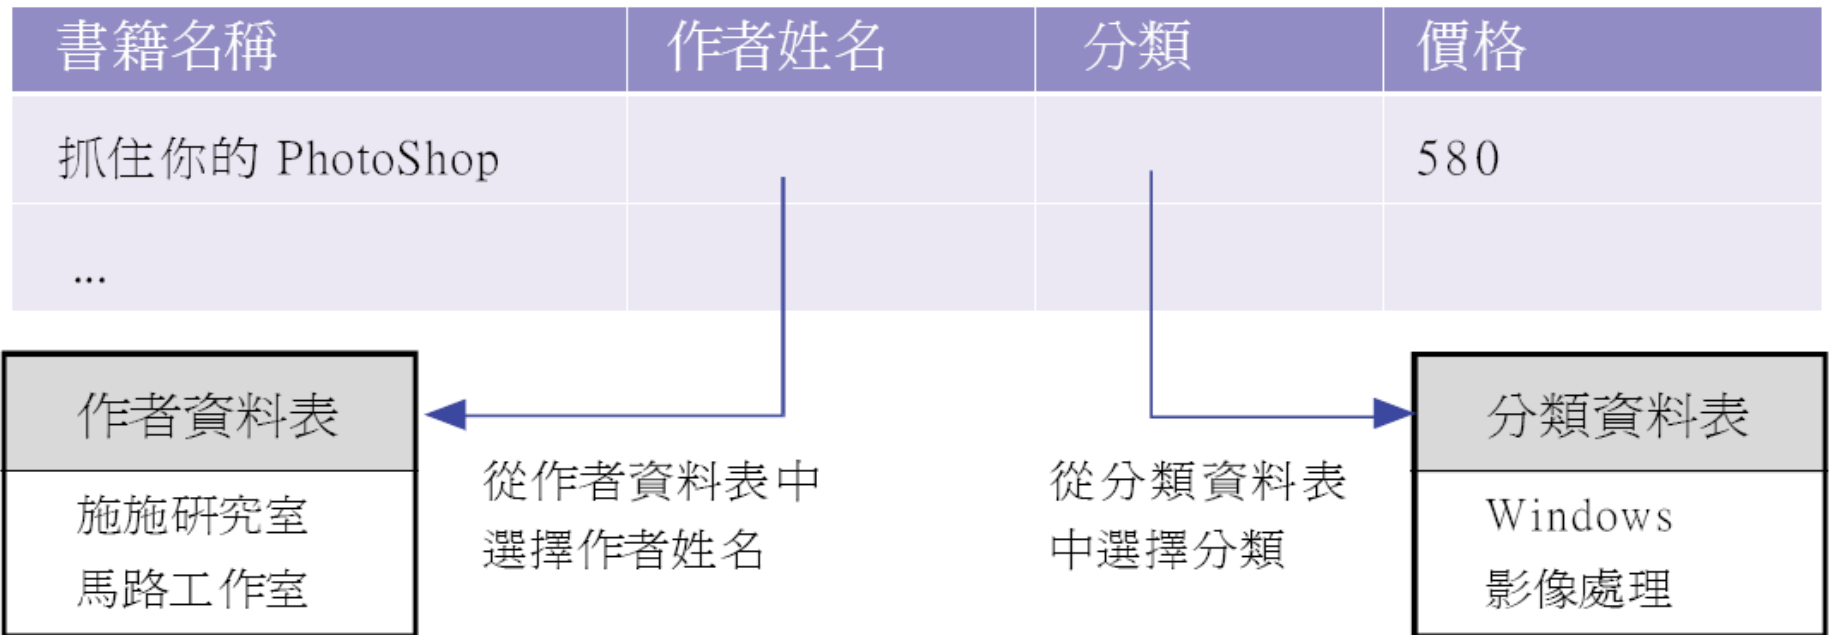 書籍名稱 作者姓名 分類 價格
抓住你的 PhotoShop 580
...
作者資料表
施施研究室
馬路工作室
從作者資料表中
選擇作者姓名
從分類資料表
中選擇分類
分類資料表
Windows
影像處理